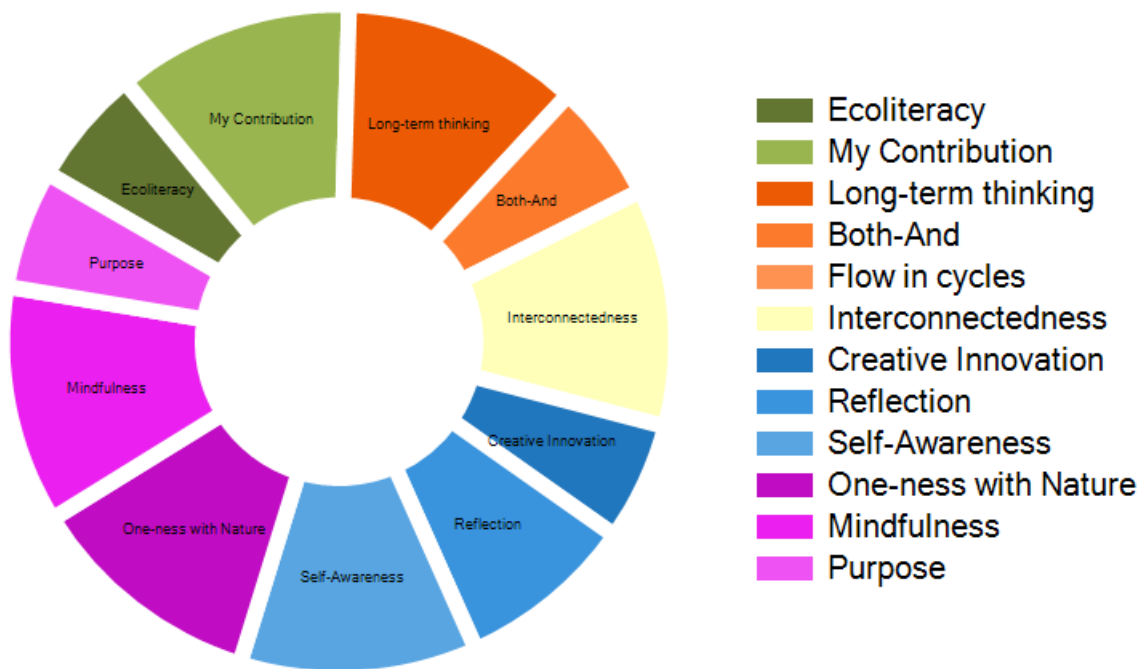 My Contribution
Long-term thinking
Ecoliteracy
Both-And
Purpose
Interconnectedness
Mindfulness
Creative Innovation
One-ness with Nature
Reflection
Self-Awareness
Ecoliteracy
My Contribution
Long-term thinking
Both-And
Flow in cycles
Interconnectedness
Creative Innovation
Reflection
Self-Awareness
One-ness with Nature
Mindfulness
Purpose